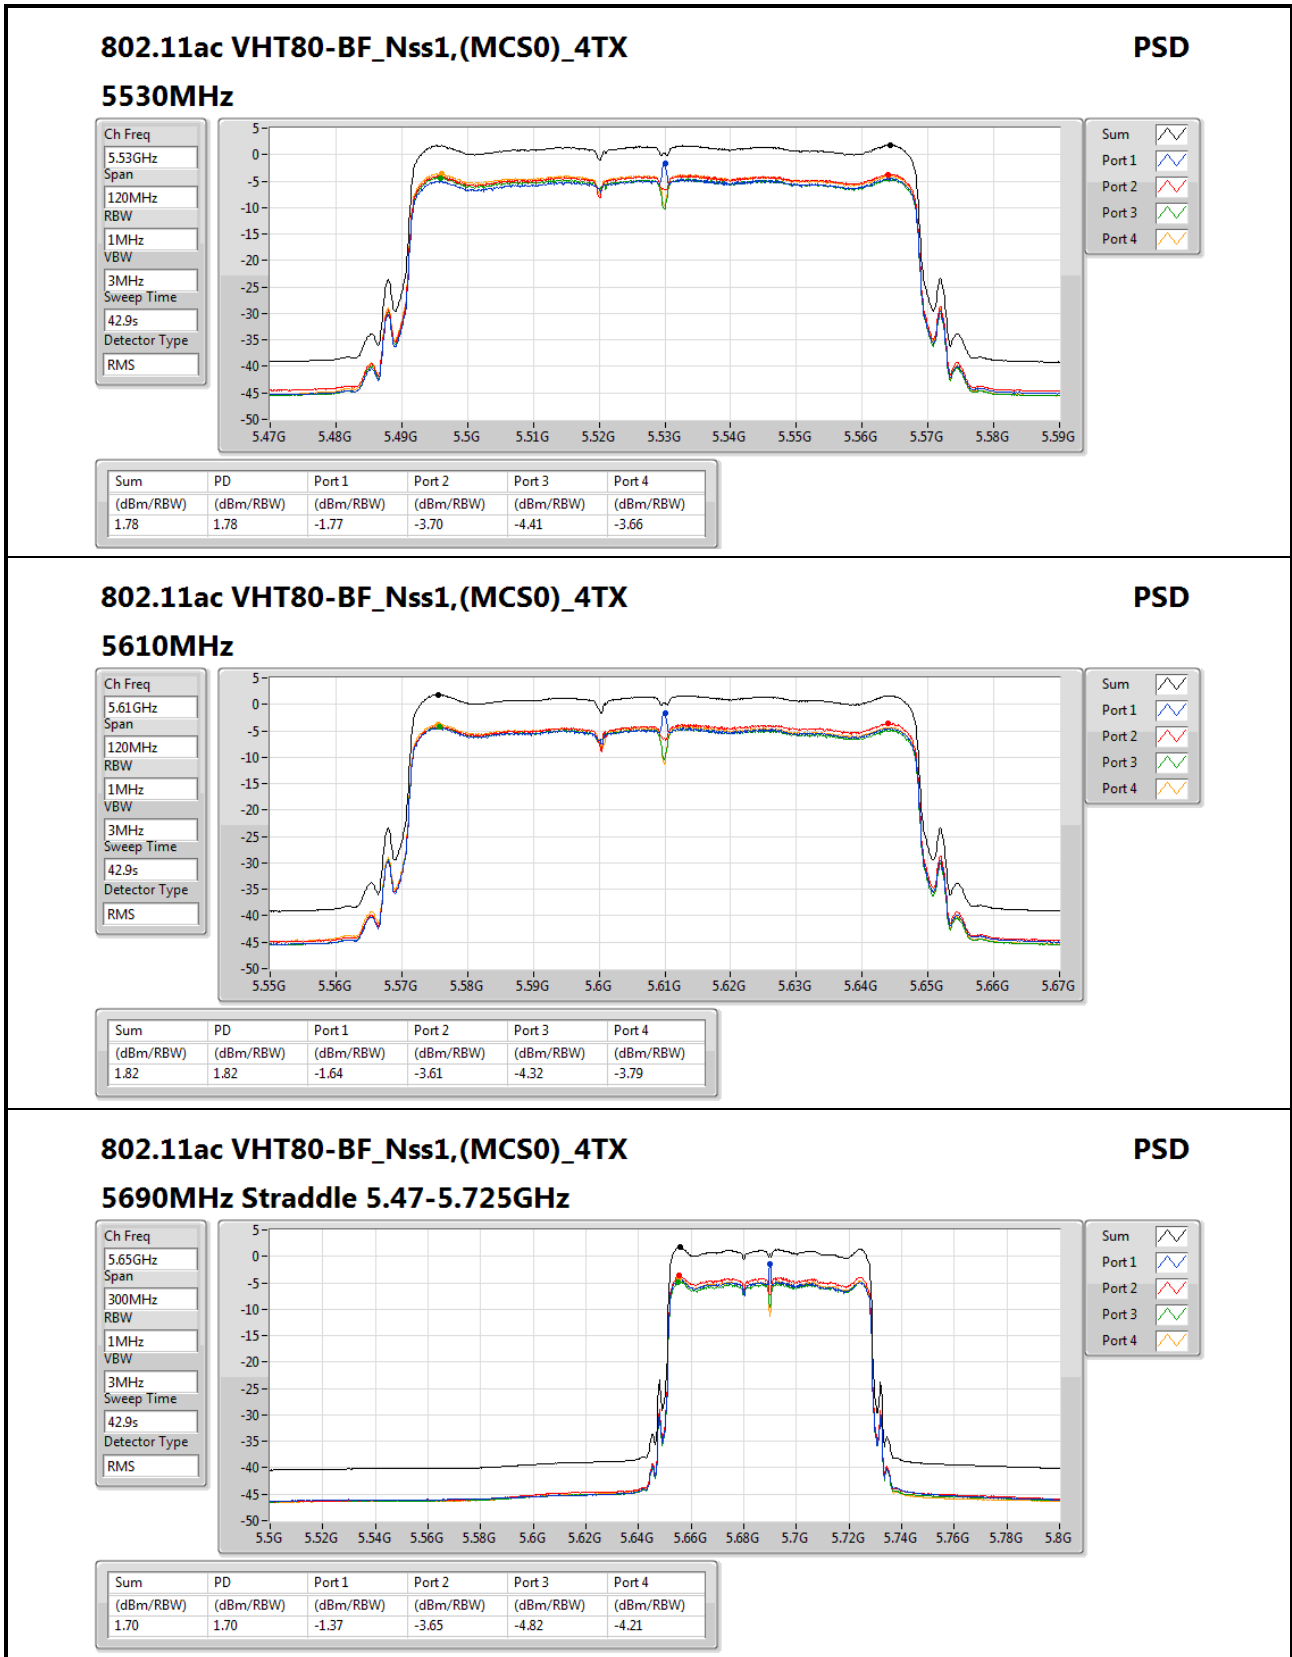 802.11ac VHT80-BF_Nss1,(MCS0)_4TX PSD
5530MHz
Ch Freq
5.53GHz
Span
120MHz
RBW
1MHz
VBW
3MHz
Sweep Time
42.9s
Detector Type
RMS
5
0
-5
-10
-15
-20
-25
-30
-35
-40
-45
-50
5.47G 5.48G 5.49G 5.5G 5.51G 5.52G 5.53G 5.54G 5.55G 5.56G 5.57G 5.58G 5.59G
Sum
Port 1
Port 2
Port 3
Port 4
Sum PD Port 1 Port 2 Port 3 Port 4
(dBm/RBW) (dBm/RBW) (dBm/RBW) (dBm/RBW) (dBm/RBW) (dBm/RBW)
1.78 1.78 -1.77 -3.70 -4.41 -3.66
802.11ac VHT80-BF_Nss1,(MCS0)_4TX PSD
5610MHz
Ch Freq
5.61GHz
Span
120MHz
RBW
1MHz
VBW
3MHz
Sweep Time
42.9s
Detector Type
RMS
5
0
-5
-10
-15
-20
-25
-30
-35
-40
-45
-50
5.55G 5.56G 5.57G 5.58G 5.59G 5.6G 5.61G 5.62G 5.63G 5.64G 5.65G 5.66G 5.67G
Sum
Port 1
Port 2
Port 3
Port 4
Sum PD Port 1 Port 2 Port 3 Port 4
(dBm/RBW) (dBm/RBW) (dBm/RBW) (dBm/RBW) (dBm/RBW) (dBm/RBW)
1.82 1.82 -1.64 -3.61 -4.32 -3.79
802.11ac VHT80-BF_Nss1,(MCS0)_4TX PSD
5690MHz Straddle 5.47-5.725GHz
Ch Freq
5.65GHz
Span
300MHz
RBW
1MHz
VBW
3MHz
Sweep Time
42.9s
Detector Type
RMS
5
0
-5
-10
-15
-20
-25
-30
-35
-40
-45
-50
5.5G 5.52G 5.54G 5.56G 5.58G 5.6G 5.62G 5.64G 5.66G 5.68G 5.7G 5.72G 5.74G 5.76G 5.78G 5.8G
Sum
Port 1
Port 2
Port 3
Port 4
Sum PD Port 1 Port 2 Port 3 Port 4
(dBm/RBW) (dBm/RBW) (dBm/RBW) (dBm/RBW) (dBm/RBW) (dBm/RBW)
1.70 1.70 -1.37 -3.65 -4.82 -4.21